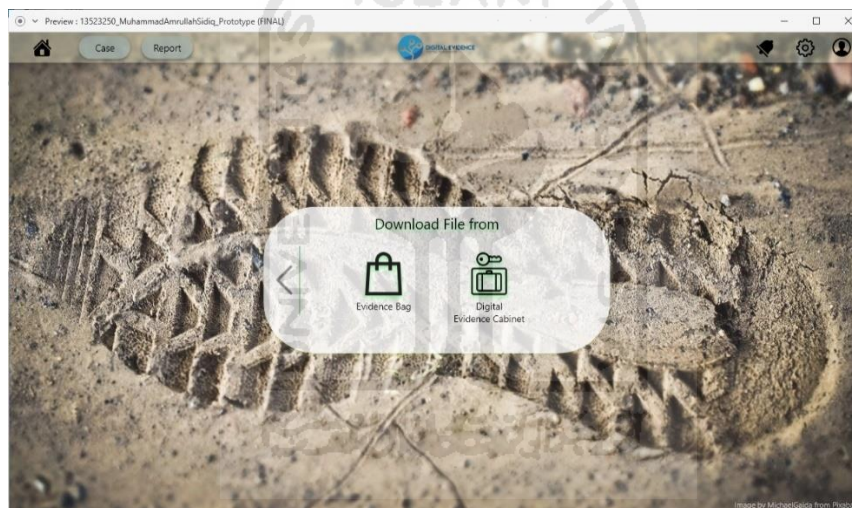 Preview : 13523250_MuhammadAmrullahSidiq_Prototype (FINAL)
Case
Report
DIGITAL EVIDENCE
Download File from
Evidence Bag
Digital
Evidence Cabinet
Image by MichaelGaida from